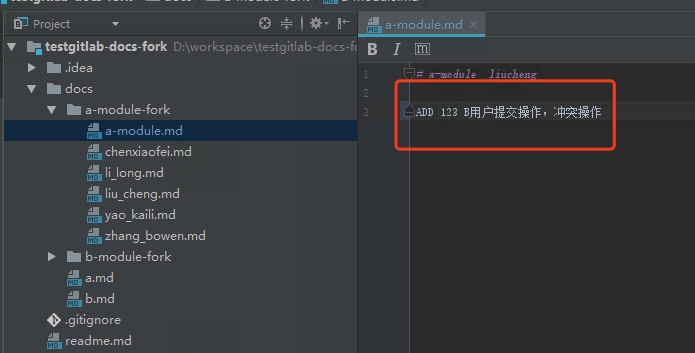 Project
testgitlab-docs-fork D:\workspace\testgitlab-docs-f
.idea
docs
a-module-fork
a-module.md
chenxiaofei.md
li_long.md
liu_cheng.md
yao_kaili.md
zhang_bowen.md
b-module-fork
a.md
b.md
.gitignore
readme.md
a-module.md
B I m
1 # a-module liucheng
2
3 ADD 123 B用户提交操作，冲突操作